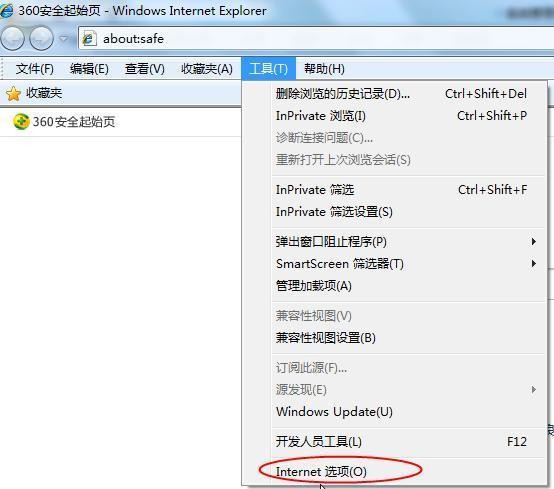 360安全起始页 - Windows Internet Explorer
about:safe
文件(F) 编辑(E) 查看(V) 收藏夹(A) 工具(T) 帮助(H)
收藏夹
360安全起始页
删除浏览的历史记录(D)... Ctrl+Shift+Del
InPrivate 浏览(I) Ctrl+Shift+P
诊断连接问题(C)...
重新打开上次浏览会话(S)
InPrivate 筛选 Ctrl+Shift+F
InPrivate 筛选设置(S)
弹出窗口阻止程序(P)
SmartScreen 筛选器(T)
管理加载项(A)
兼容性视图(V)
兼容性视图设置(B)
订阅此源(F)...
源发现(E)
Windows Update(U)
开发人员工具(L) F12
Internet 选项(O)